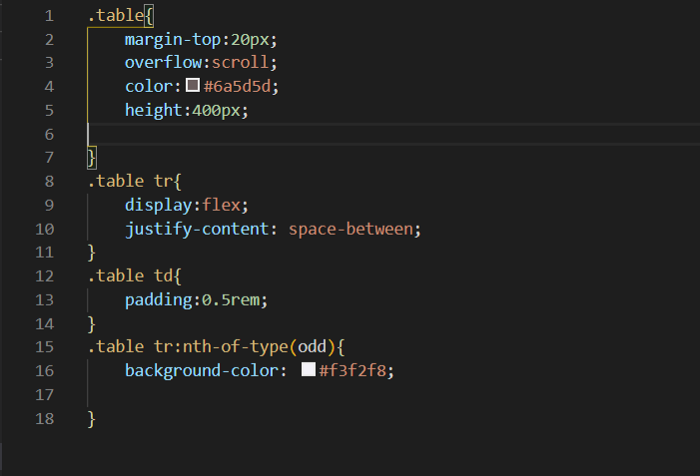 1 .table{
2 margin-top:20px;
3 overflow:scroll;
4 color:#6a5d5d;
5 height:400px;
6
7 }
8 .table tr{
9 display:flex;
10 justify-content: space-between;
11 }
12 .table td{
13 padding:0.5rem;
14 }
15 .table tr:nth-of-type(odd){
16 background-color: #f3f2f8;
17
18 }